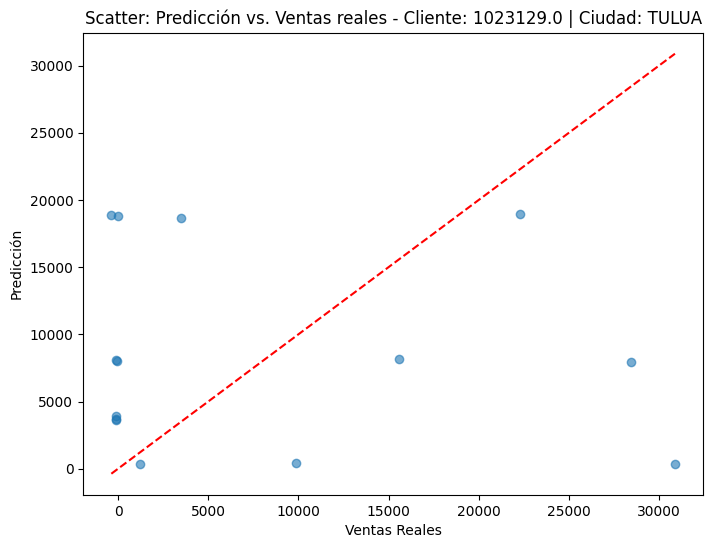 Scatter: Predicción vs. Ventas reales - Cliente: 1023129.0 | Ciudad: TULUA
30000
25000
20000
15000
10000
5000
0
Predicción
0 5000 10000 15000 20000 25000 30000
Ventas Reales